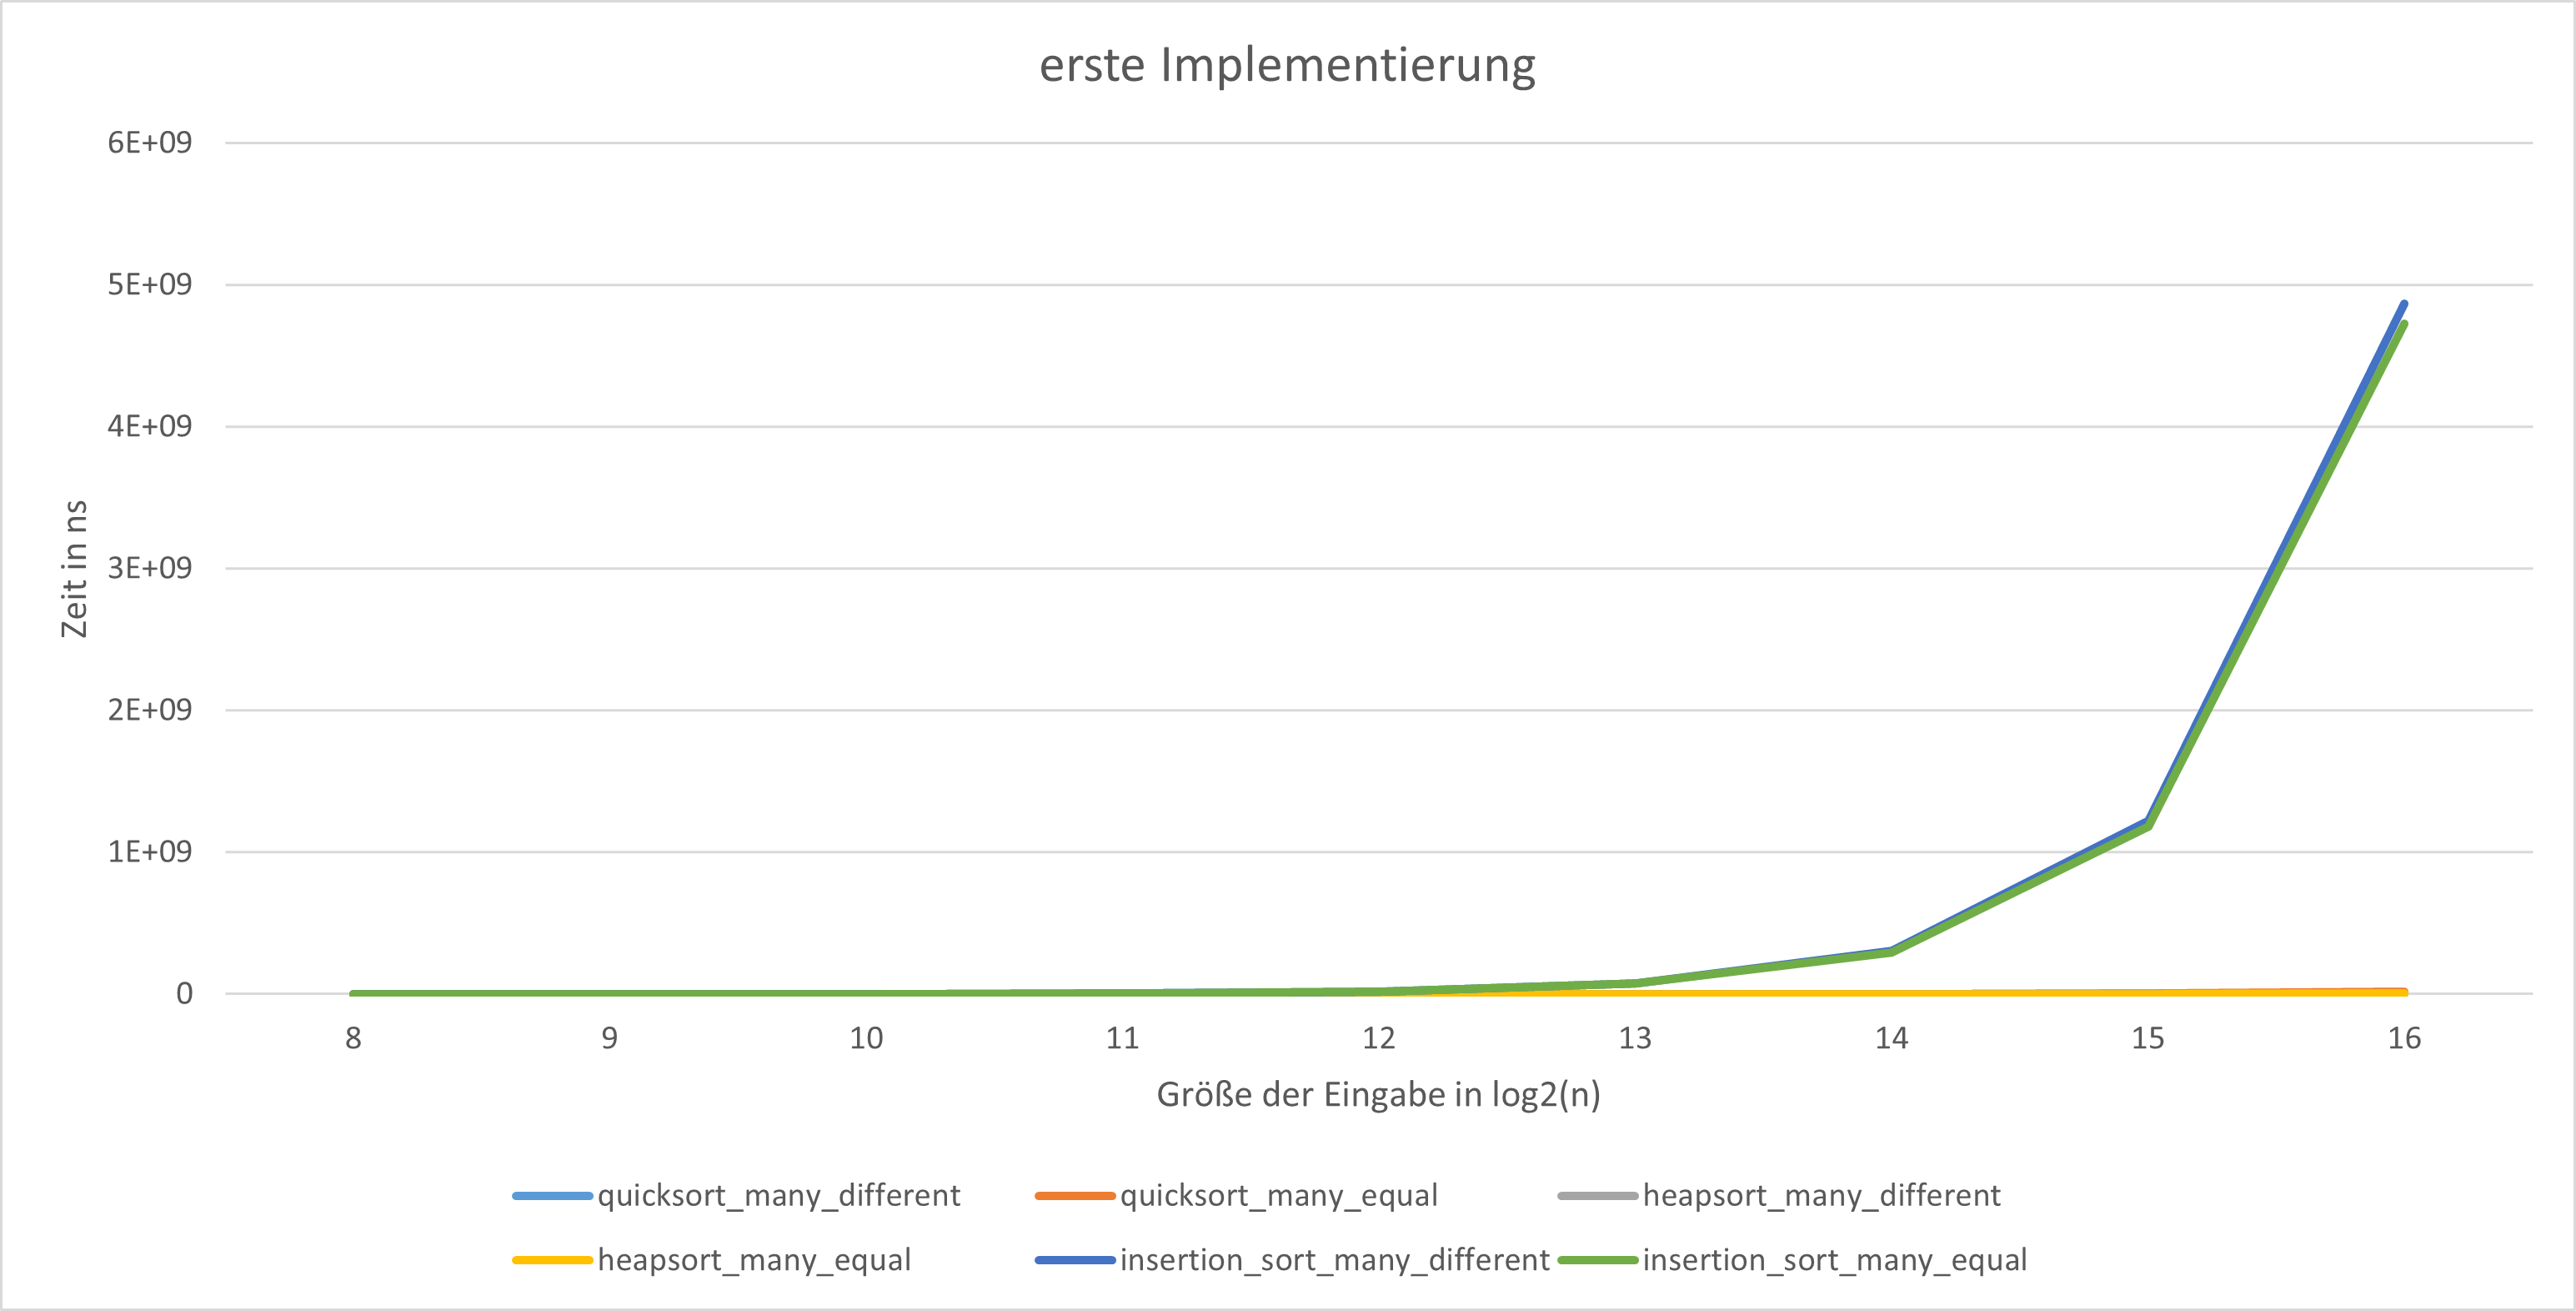 erste Implementierung
6E+09
5E+09
4E+09
3E+09
2E+09
1E+09
0
Zeit in ns
8 9 10 11 12 13 14 15 16
Größe der Eingabe in log2(n)
quicksort_many_different quicksort_many_equal heapsort_many_different
heapsort_many_equal insertion_sort_many_different insertion_sort_many_equal